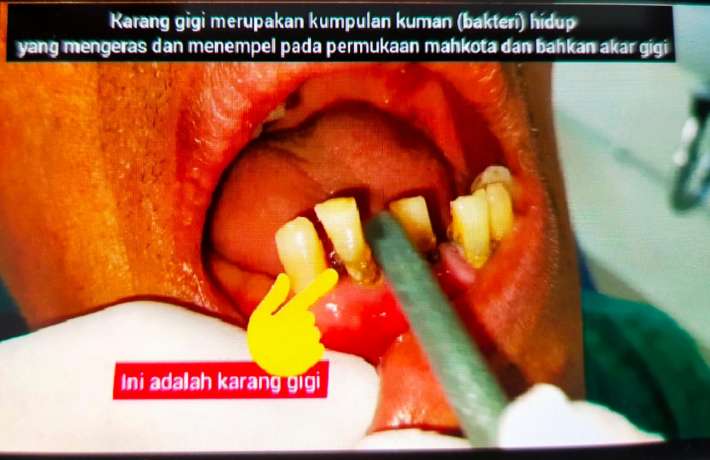 Karang gigi merupakan kumpulan kuman (bakteri) hidup
yang mengeras dan menempel pada permukaan mahkota dan bahkan akar gigi
Ini adalah karang gigi